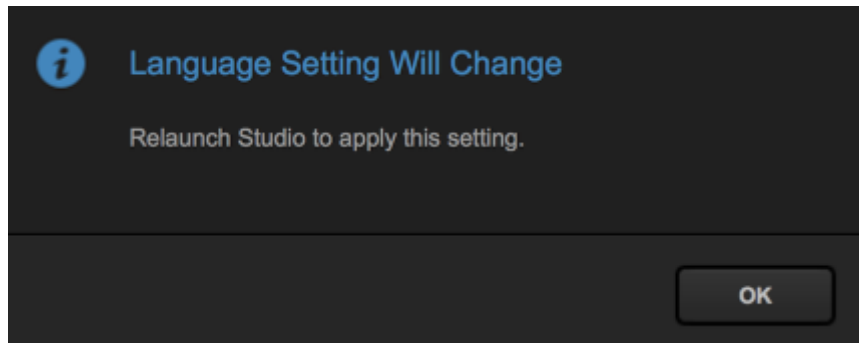 Language Setting Will Change
Relaunch Studio to apply this setting.
OK